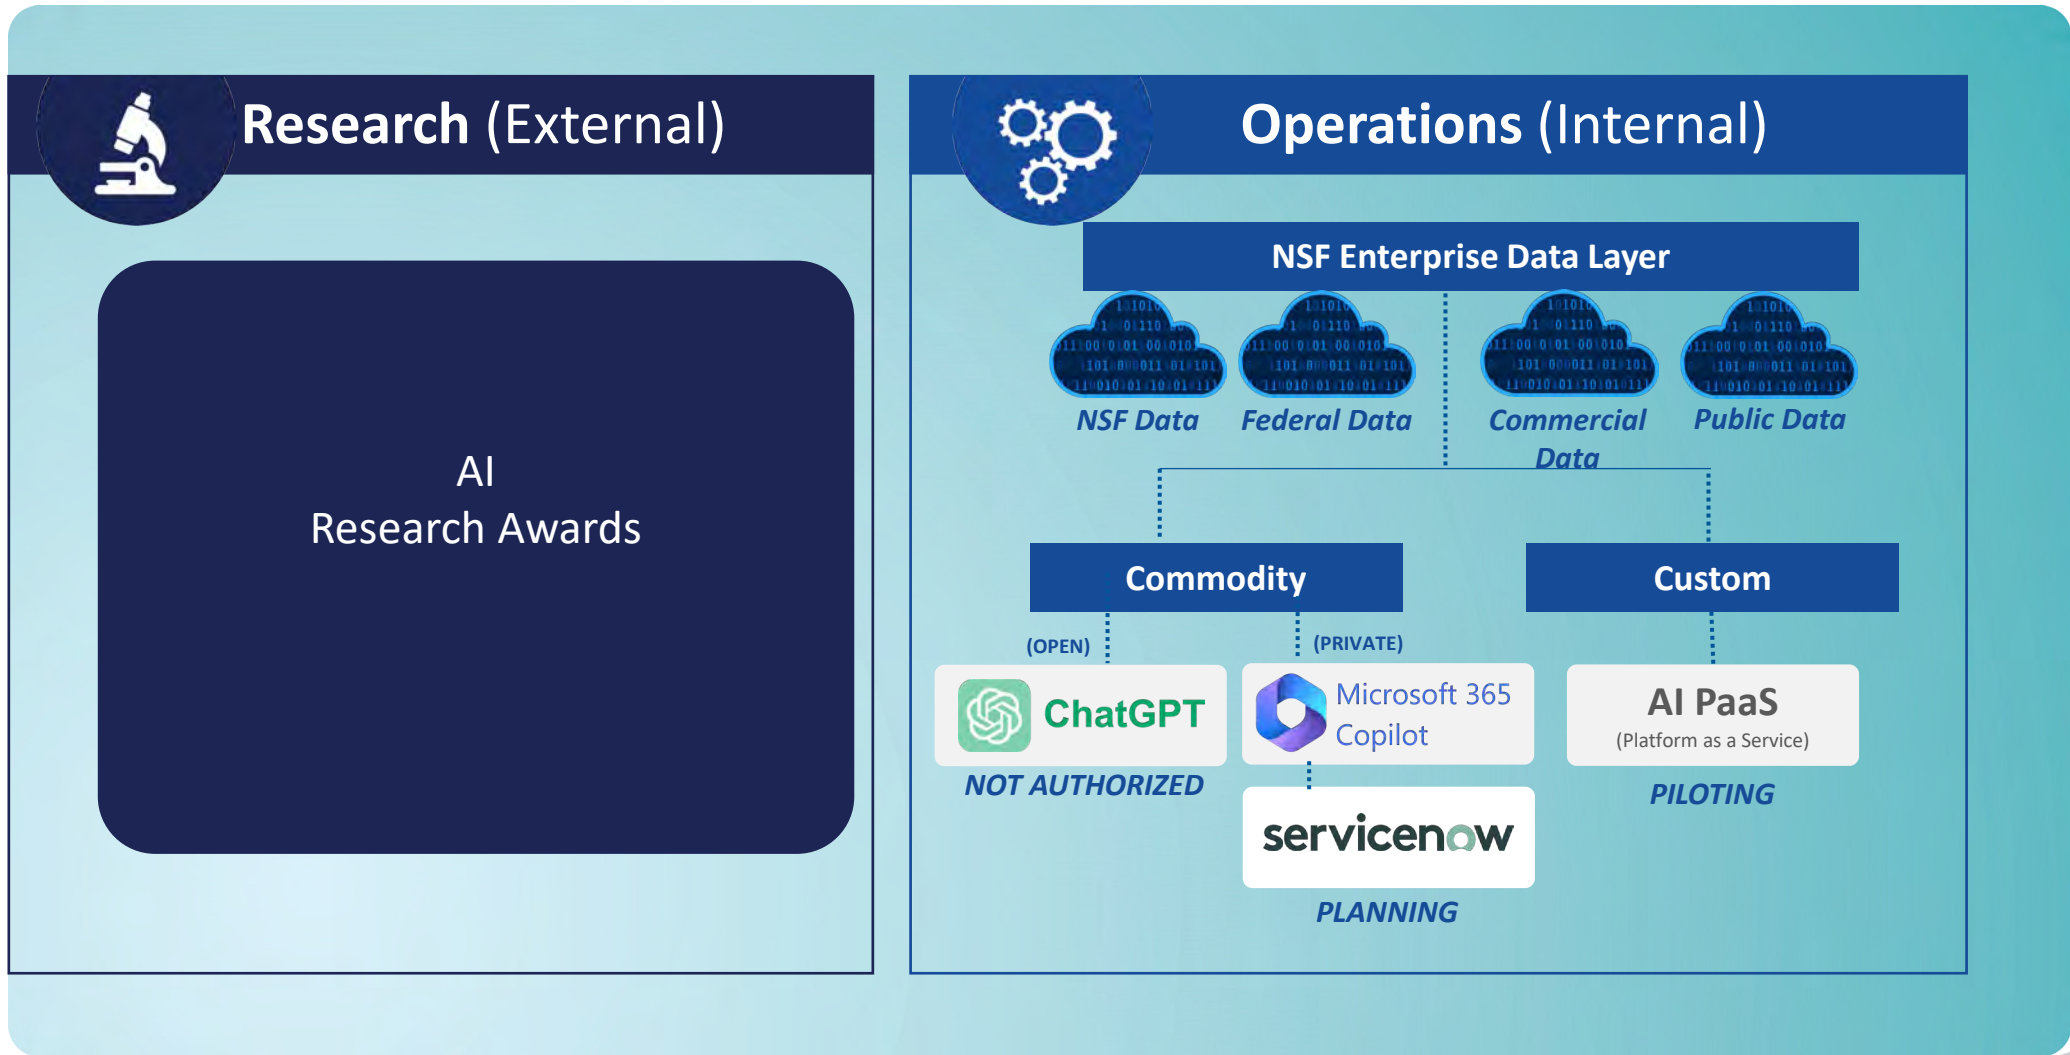 Research (External)
AI
Research Awards
Operations (Internal)
NSF Enterprise Data Layer
NSF Data
Federal Data
Commercial
Data
Public Data
Commodity
Custom
(OPEN)
(PRIVATE)
ChatGPT
NOT AUTHORIZED
Microsoft 365
Copilot
servicenow
PLANNING
AI PaaS
(Platform as a Service)
PILOTING